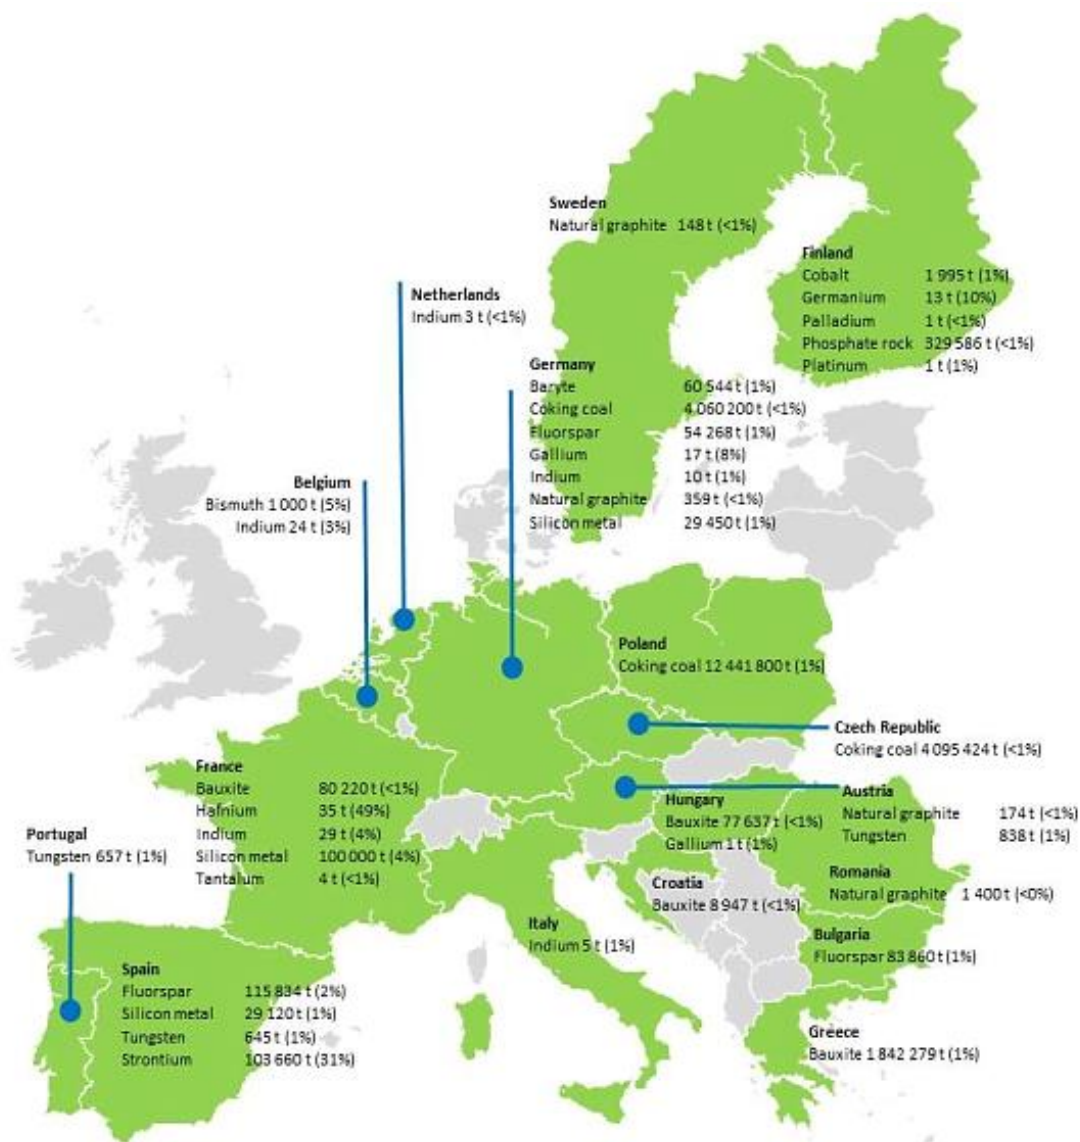 Sweden
Natural graphite 148 t (<1%)
Finland
Cobalt 1 995 t (1%)
Germanium 13 t (10%)
Palladium 1 t (<1%)
Phosphate rock 329 586 t (<1%)
Platinum 1 t (1%)
Netherlands
Indium 3 t (<1%)
Germany
Baryte 60 544 t (1%)
Coking coal 4 060 200 t (<1%)
Fluorspar 54 268 t (1%)
Gallium 17 t (8%)
Indium 10 t (1%)
Natural graphite 359 t (<1%)
Silicon metal 29 450 t (1%)
Belgium
Bismuth 1 000 t (5%)
Indium 24 t (3%)
Poland
Coking coal 12 441 800 t (1%)
Czech Republic
Coking coal 4 095 424 t (<1%)
France
Bauxite 80 220 t (<1%)
Hafnium 35 t (49%)
Indium 29 t (4%)
Silicon metal 100 000 t (4%)
Tantalum 4 t (<1%)
Austria
Natural graphite 174 t (<1%)
Tungsten 838 t (1%)
Hungary
Bauxite 77 637 t (<1%)
Gallium 1 t (1%)
Portugal
Tungsten 657 t (1%)
Romania
Natural graphite 1 400 t (<0%)
Croatia
Bauxite 8 947 t (<1%)
Italy
Indium 5 t (1%)
Bulgaria
Fluorspar 83 860 t (1%)
Spain
Fluorspar 115 834 t (2%)
Silicon metal 29 120 t (1%)
Tungsten 645 t (1%)
Strontium 103 660 t (31%)
Greece
Bauxite 1 842 279 t (1%)